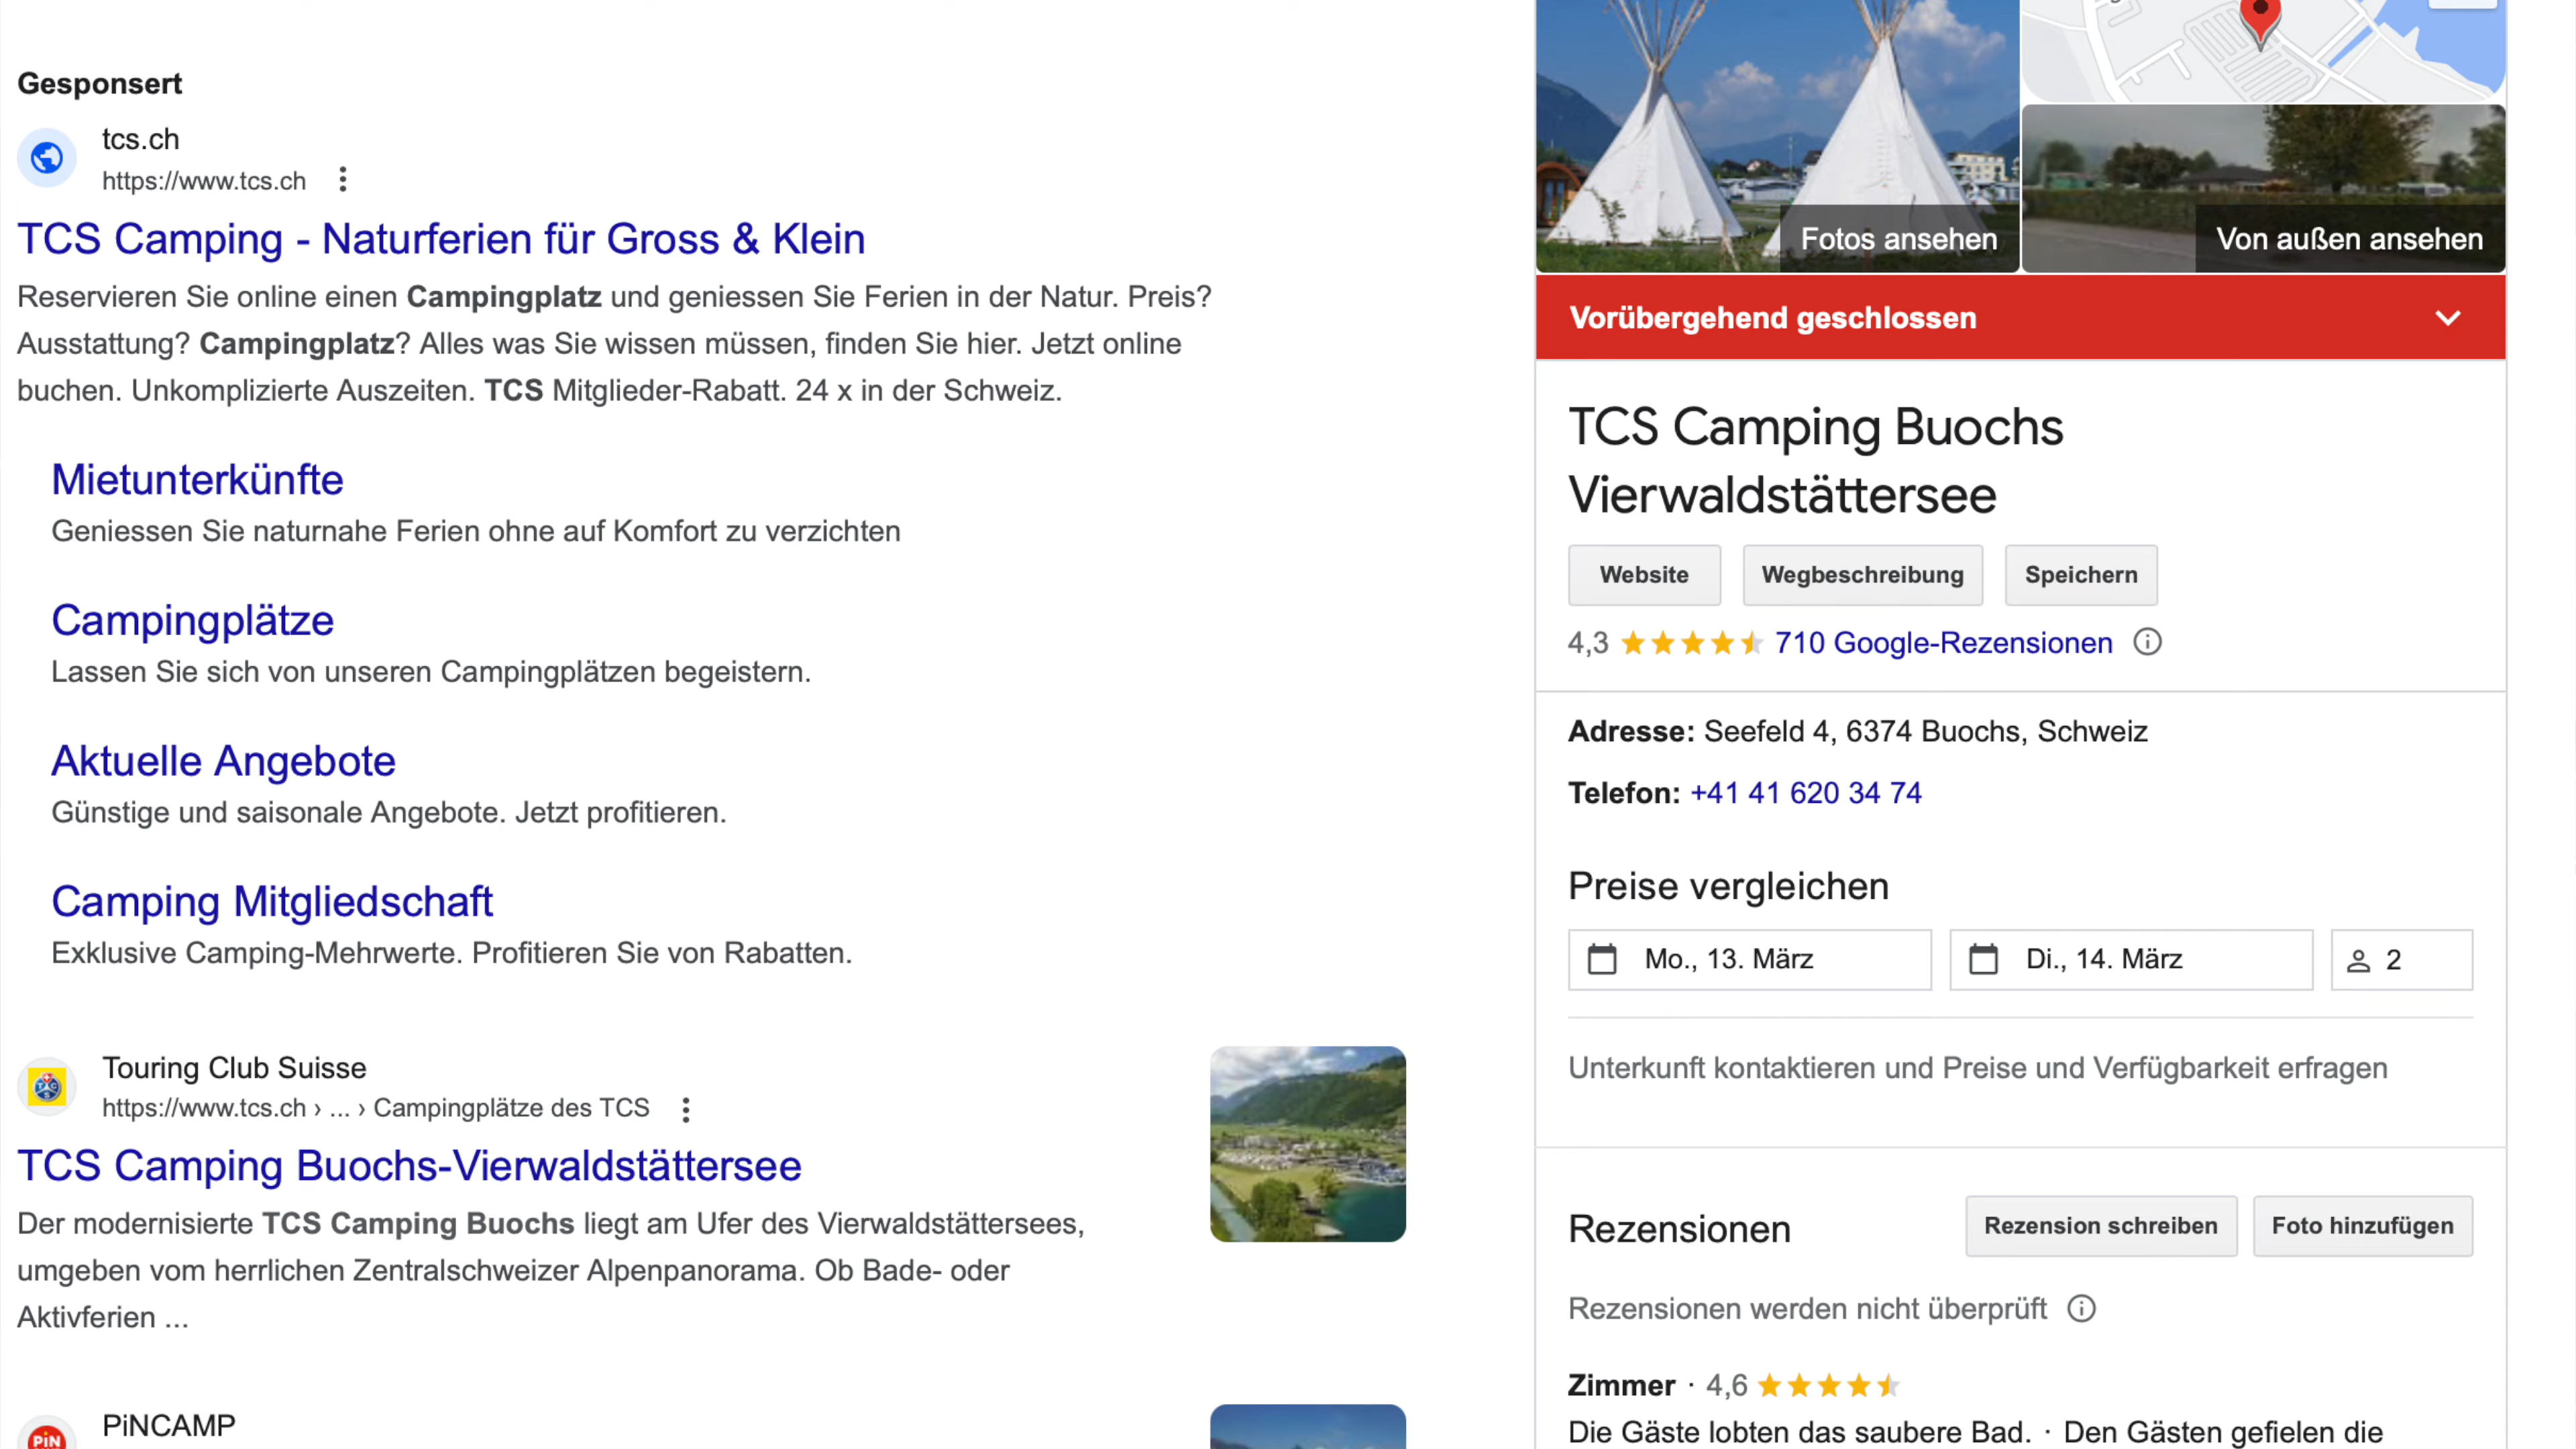 Gesponsert
tcs.ch
https://www.tcs.ch
TCS Camping - Naturferien für Gross & Klein
Reservieren Sie online einen Campingplatz und geniessen Sie Ferien in der Natur. Preis?
Ausstattung? Campingplatz? Alles was Sie wissen müssen, finden Sie hier. Jetzt online
buchen. Unkomplizierte Auszeiten. TCS Mitglieder-Rabatt. 24 x in der Schweiz.
Mietunterkünfte
Geniessen Sie naturnahe Ferien ohne auf Komfort zu verzichten
Campingplätze
Lassen Sie sich von unseren Campingplätzen begeistern.
Aktuelle Angebote
Günstige und saisonale Angebote. Jetzt profitieren.
Camping Mitgliedschaft
Exklusive Camping-Mehrwerte. Profitieren Sie von Rabatten.
Touring Club Suisse
https://www.tcs.ch › ... › Campingplätze des TCS
TCS Camping Buochs-Vierwaldstättersee
Der modernisierte TCS Camping Buochs liegt am Ufer des Vierwaldstättersees,
umgeben vom herrlichen Zentralschweizer Alpenpanorama. Ob Bade- oder
Aktivferien ...
PiNCAMP
PiN
Fotos ansehen
Von außen ansehen
Vorübergehend geschlossen
TCS Camping Buochs
Vierwaldstättersee
Website
Wegbeschreibung
Speichern
4,3 710 Google-Rezensionen
Adresse: Seefeld 4, 6374 Buochs, Schweiz
Telefon: +41 41 620 34 74
Preise vergleichen
Mo., 13. März
Di., 14. März
2
Unterkunft kontaktieren und Preise und Verfügbarkeit erfragen
Rezensionen
Rezension schreiben
Foto hinzufügen
Rezensionen werden nicht überprüft
Zimmer · 4,6
Die Gäste lobten das saubere Bad. · Den Gästen gefielen die